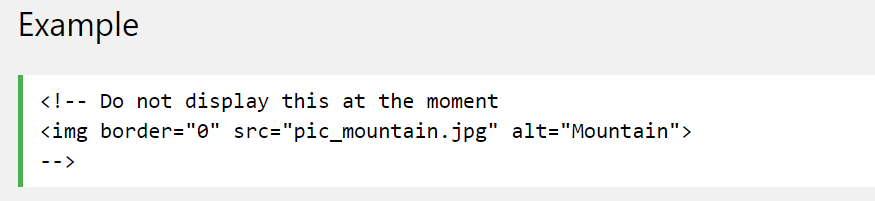 Example
<!-- Do not display this at the moment
<img border="0" src="pic_mountain.jpg" alt="Mountain">
-->